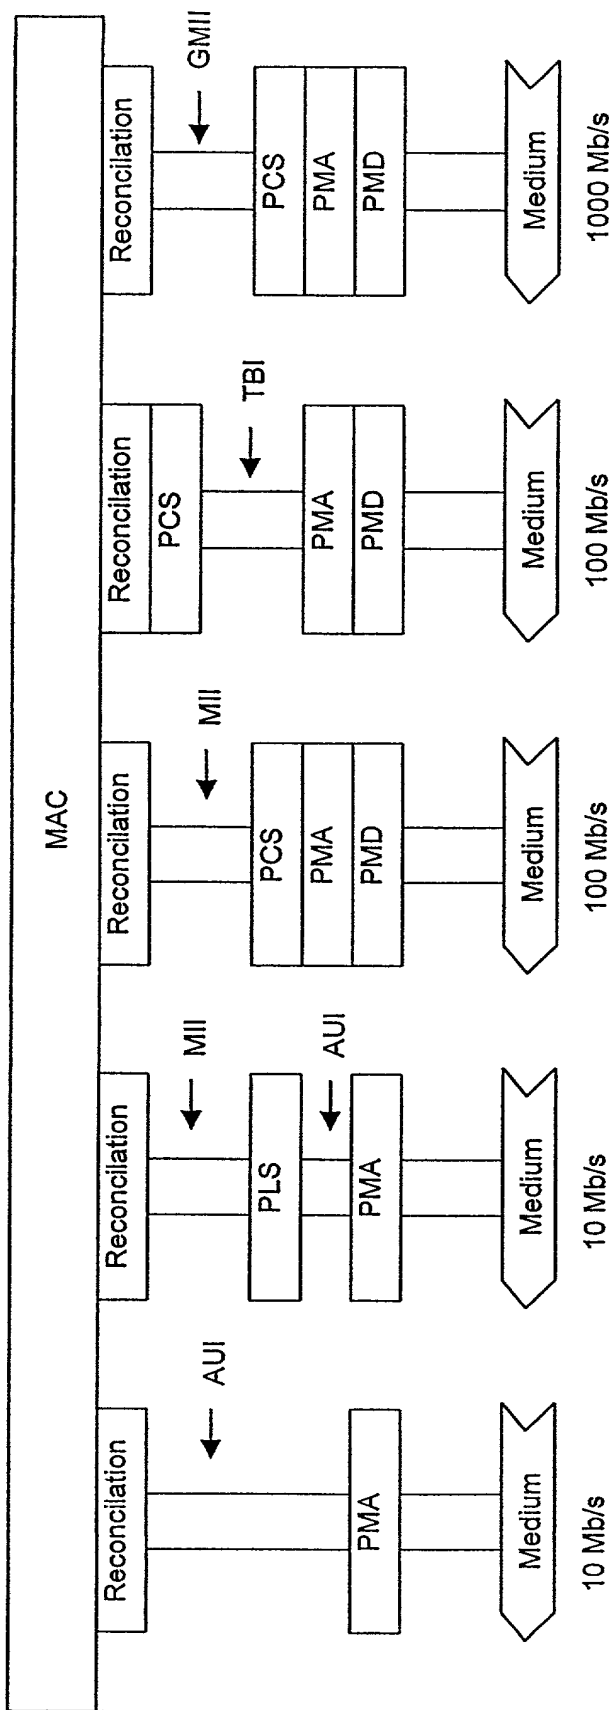 MAC
Reconcilation
AUI
PMA
Medium
10 Mb/s
Reconcilation
MII
PLS
AUI
PMA
Medium
10 Mb/s
Reconcilation
MII
PCS
PMA
PMD
Medium
100 Mb/s
Reconcilation
PCS
TBI
PMA
PMD
Medium
100 Mb/s
Reconcilation
GMII
PCS
PMA
PMD
Medium
1000 Mb/s